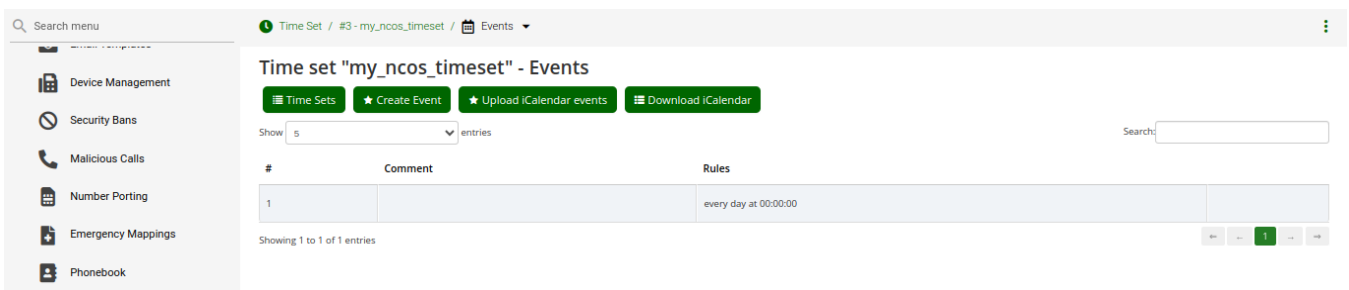 Search menu
Time Set / #3 - my_ncos_timeset / Events
Device Management
Security Bans
Malicious Calls
Number Porting
Emergency Mappings
Phonebook
Time set "my_ncos_timeset" - Events
Time Sets Create Event Upload iCalendar events Download iCalendar
Show 5 entries Search:
# Comment Rules
1 every day at 00:00:00
Showing 1 to 1 of 1 entries ⇐ ← 1 → ⇒